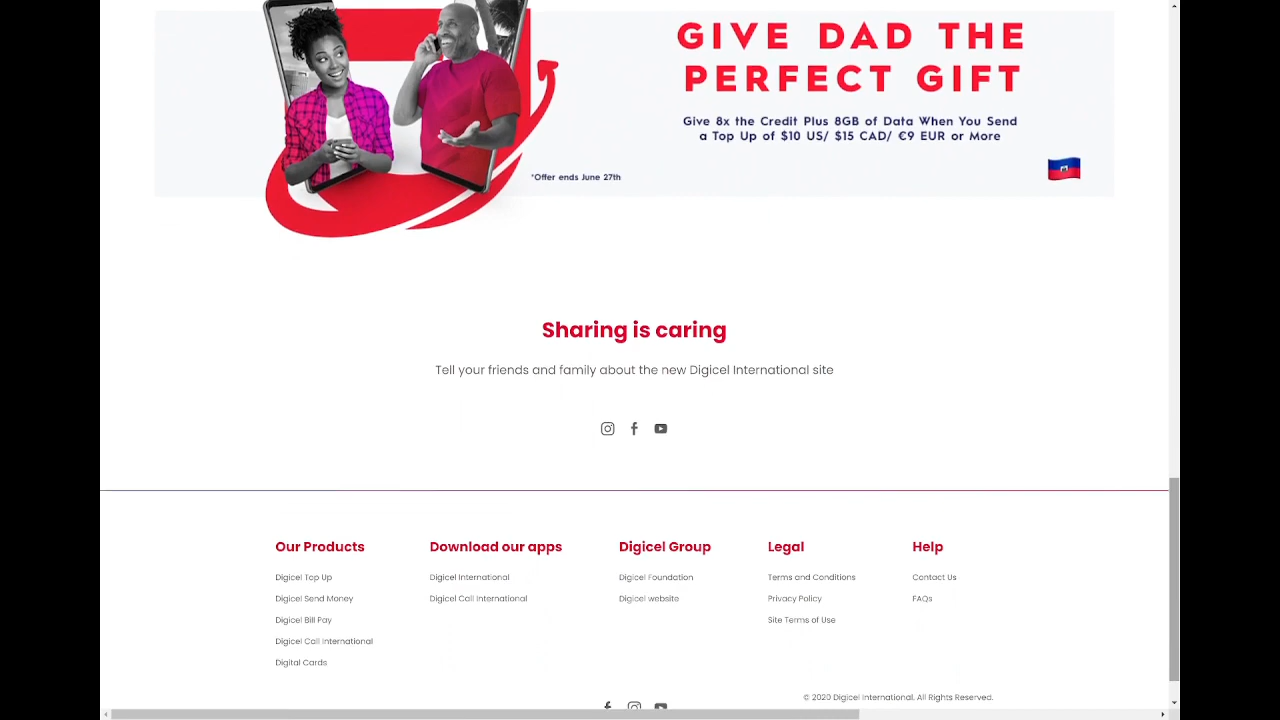 GIVE DAD THE
PERFECT GIFT
Give 8x the Credit Plus 8GB of Data When You Send
a Top Up of $10 US/ $15 CAD/ €9 EUR or More
*Offer ends June 27th
Sharing is caring
Tell your friends and family about the new Digicel International site
Our Products
Digicel Top Up
Digicel Send Money
Digicel Bill Pay
Digicel Call International
Digital Cards
Download our apps
Digicel International
Digicel Call International
Digicel Group
Digicel Foundation
Digicel website
Legal
Terms and Conditions
Privacy Policy
Site Terms of Use
Help
Contact Us
FAQs
© 2020 Digicel International. All Rights Reserved.